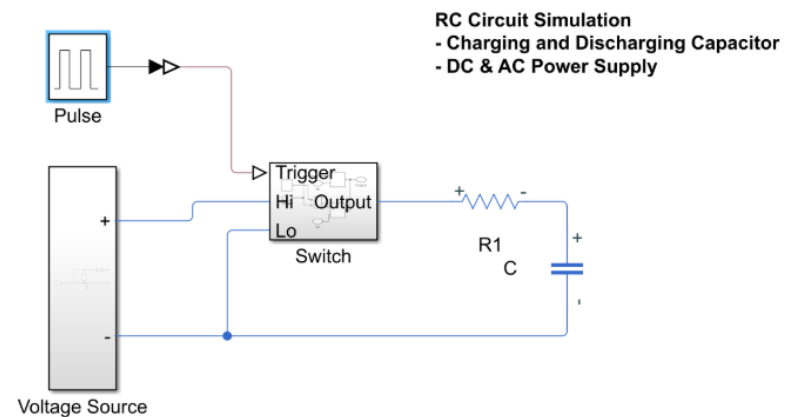 RC Circuit Simulation
- Charging and Discharging Capacitor
- DC & AC Power Supply
Pulse
Trigger
Hi Output
Lo
Switch
+ -
R1
C
+
-
+
-
Voltage Source